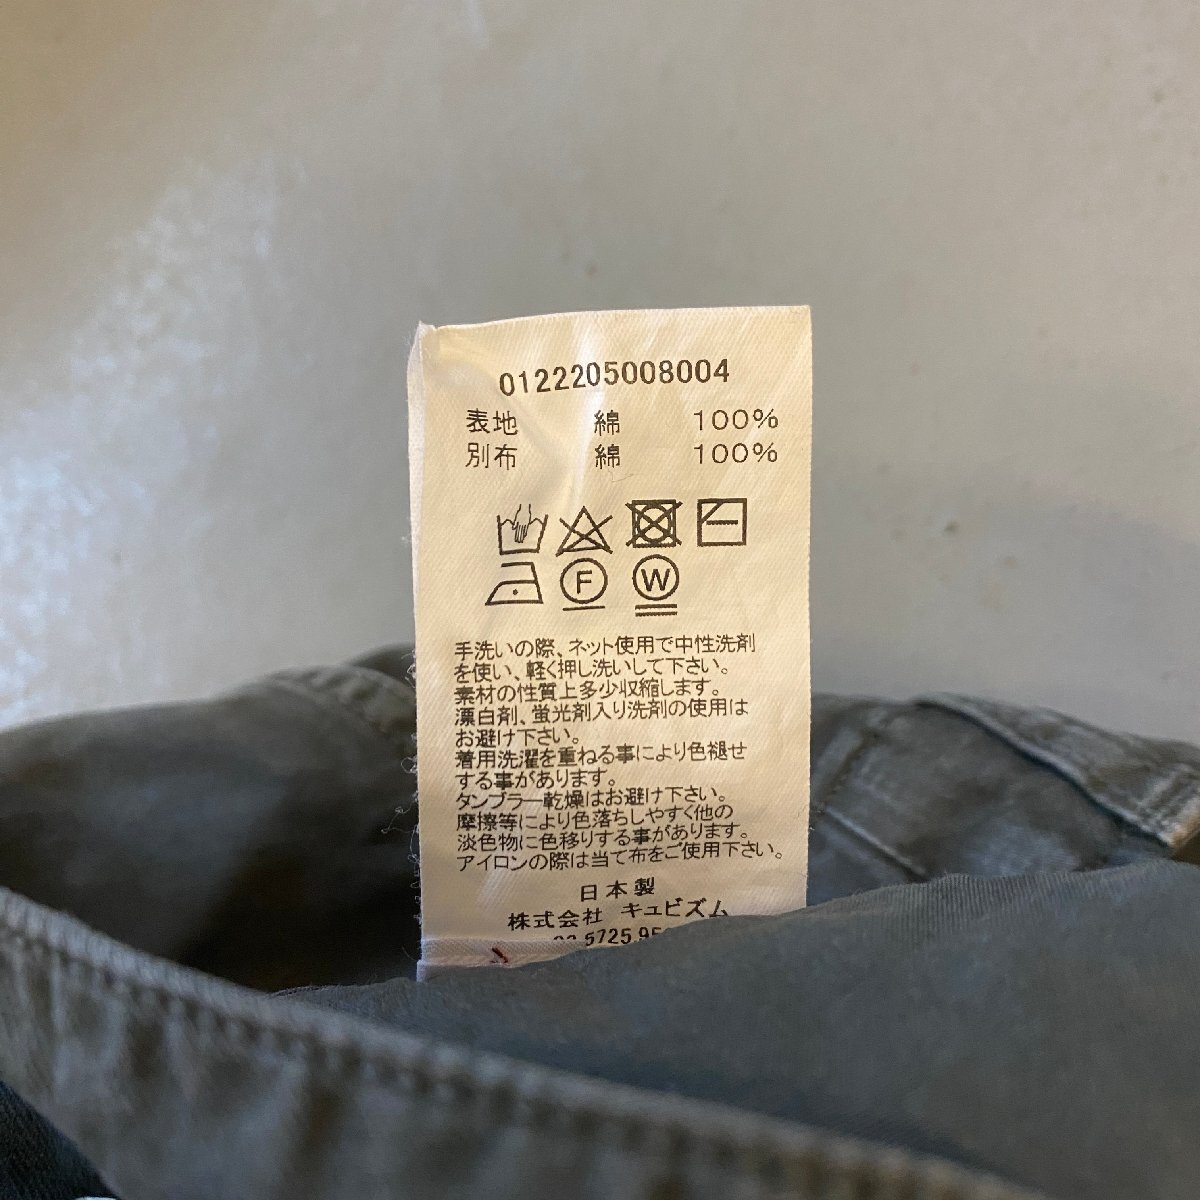 0122205008004
表地 綿 100%
別布 綿 100%
F W
手洗いの際、ネット使用で中性洗剤
を使い、軽く押し洗いして下さい。
素材の性質上多少収縮します。
漂白剤、蛍光剤入り洗剤の使用は
お避け下さい。
着用洗濯を重ねる事により色褪せ
する事があります。
タンブラー乾燥はお避け下さい。
摩擦等により色落ちしやすく他の
淡色物に色移りする事があります。
アイロンの際は当て布をご使用下さい。
日本製
株式会社 キュビズム
5725